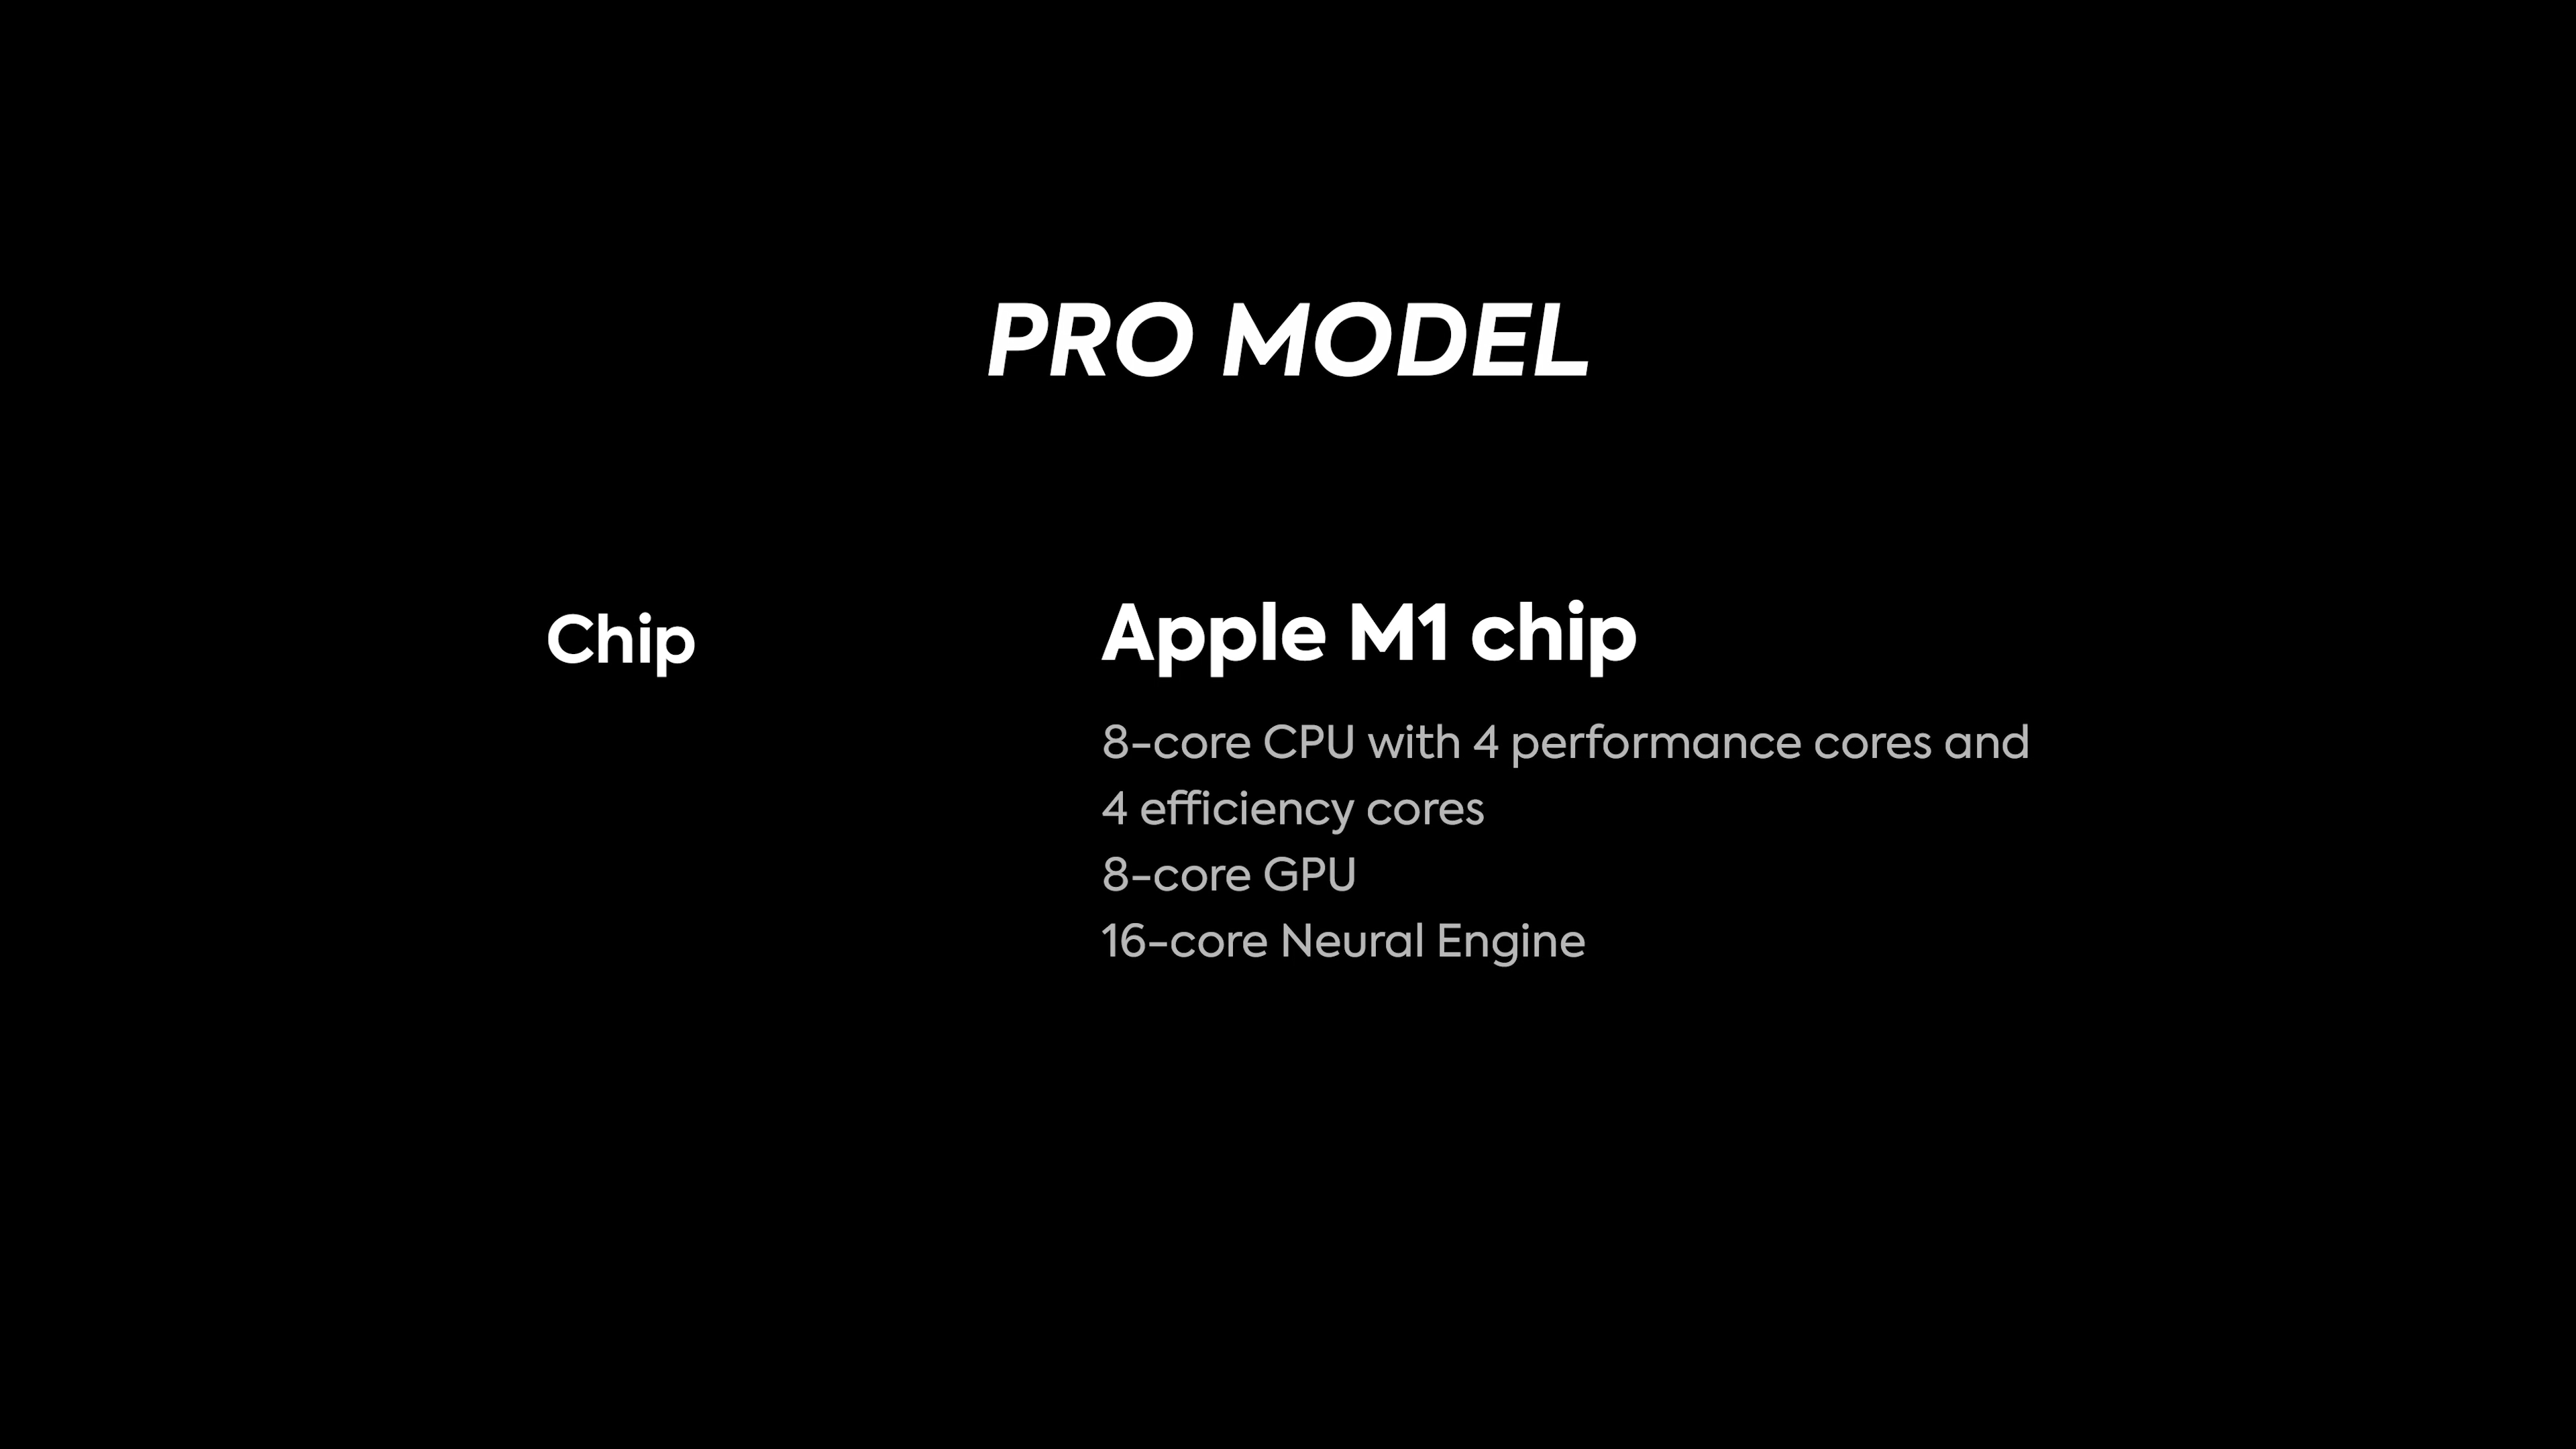 PRO MODEL
Chip
Apple M1 chip
8-core CPU with 4 performance cores and
4 efficiency cores
8-core GPU
16-core Neural Engine